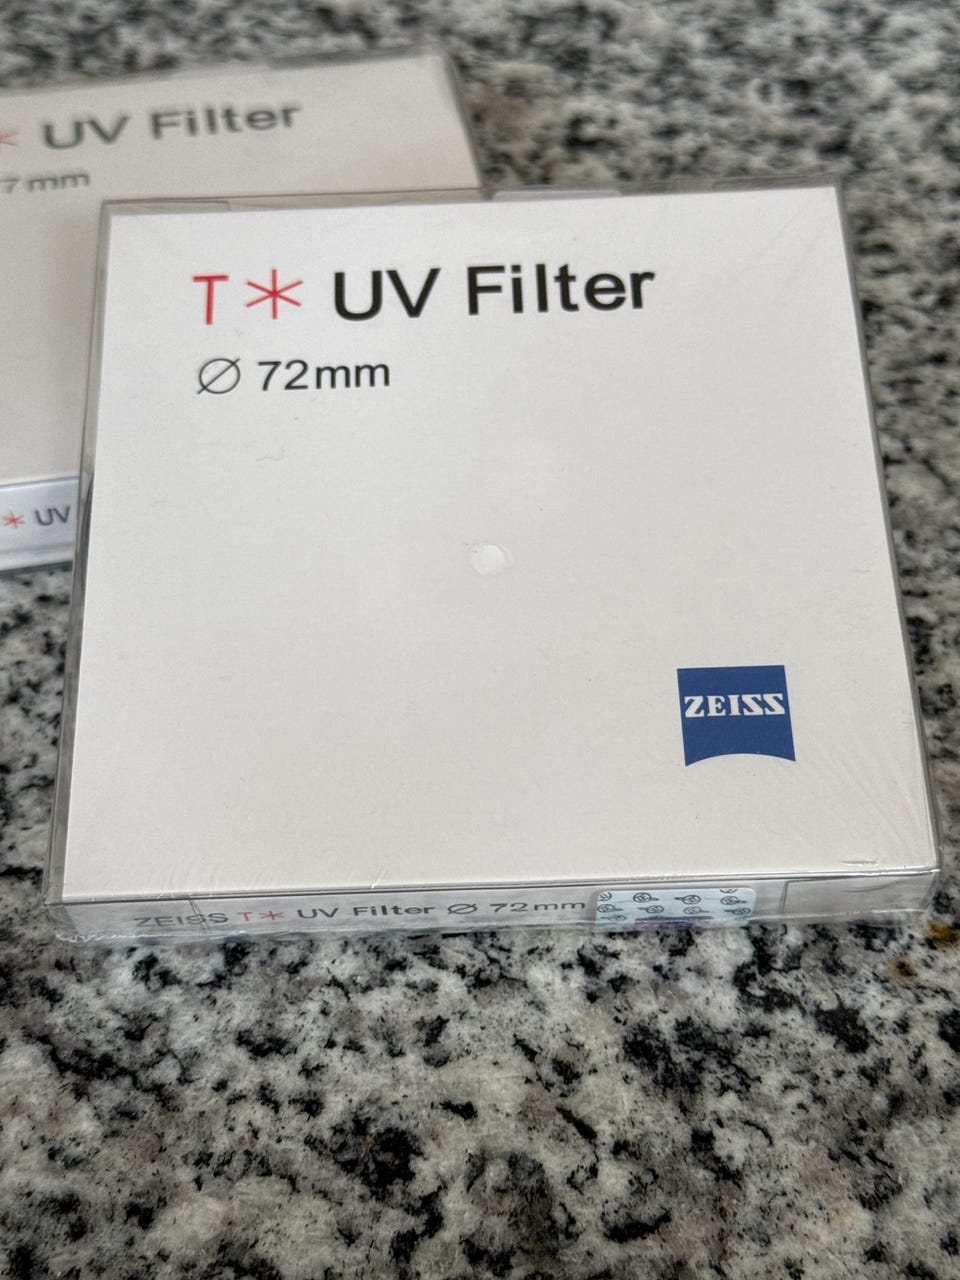 * UV Filter
7mm
* UV
T* UV Filter
Ø 72mm
ZEISS
ZEISS T* UV Filter Ø 72mm